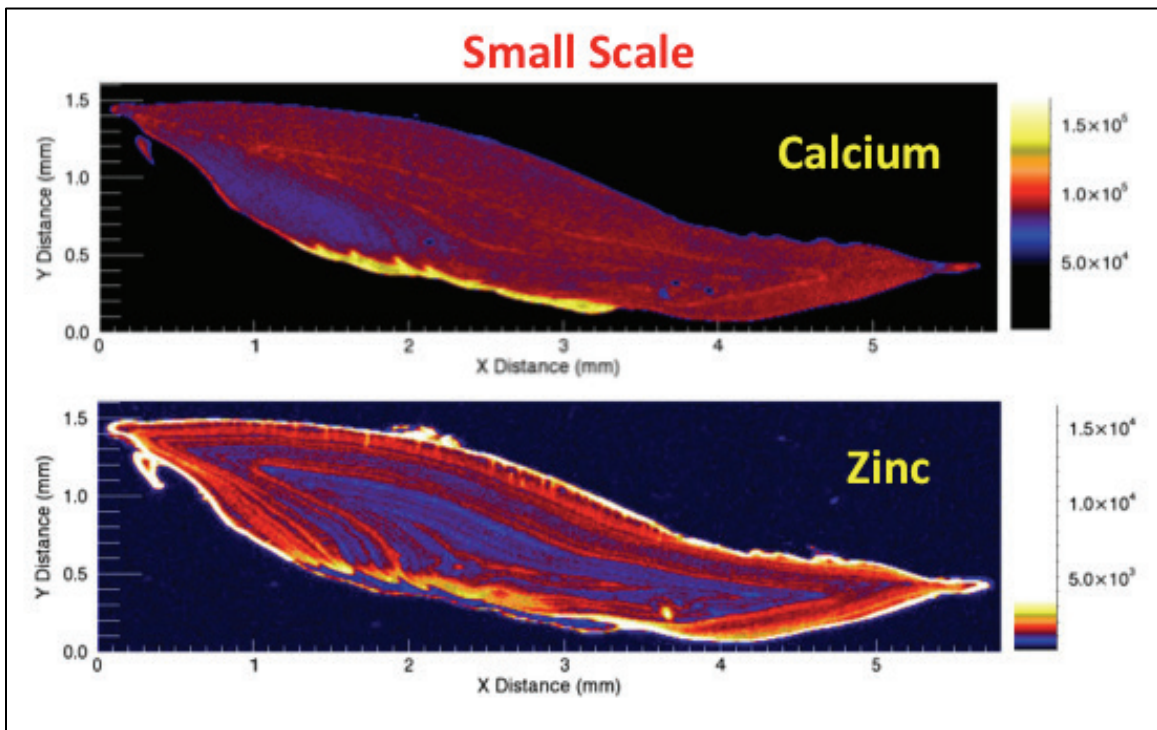 Small Scale
Calcium
Y Distance (mm)
1.5
1.0
0.5
0.0
0 1 2 3 4 5
X Distance (mm)
1.5×10⁵
1.0×10⁵
5.0×10⁴
Zinc
Y Distance (mm)
1.5
1.0
0.5
0.0
0 1 2 3 4 5
X Distance (mm)
1.5×10⁴
1.0×10⁴
5.0×10³